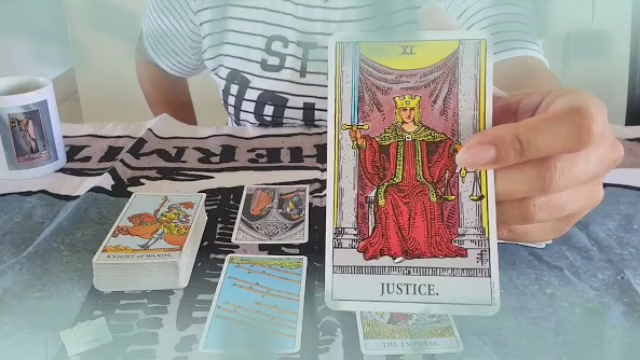 XI
JUSTICE.
HERMIT
KNIGHT of WANDS.
THE EMPRESS.